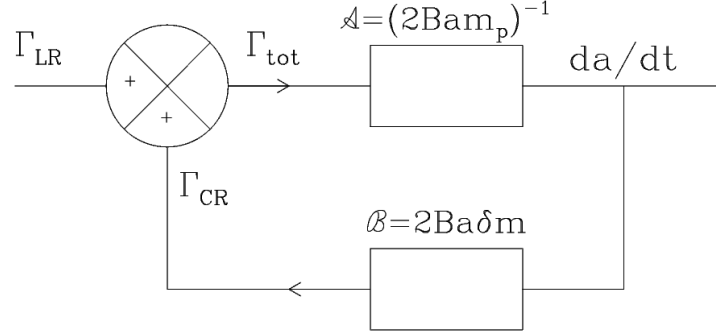 𝒜=(2Bam_p)^{-1}
Γ_LR
Γ_tot
da/dt
+
+
Γ_CR
ℬ=2Baδm